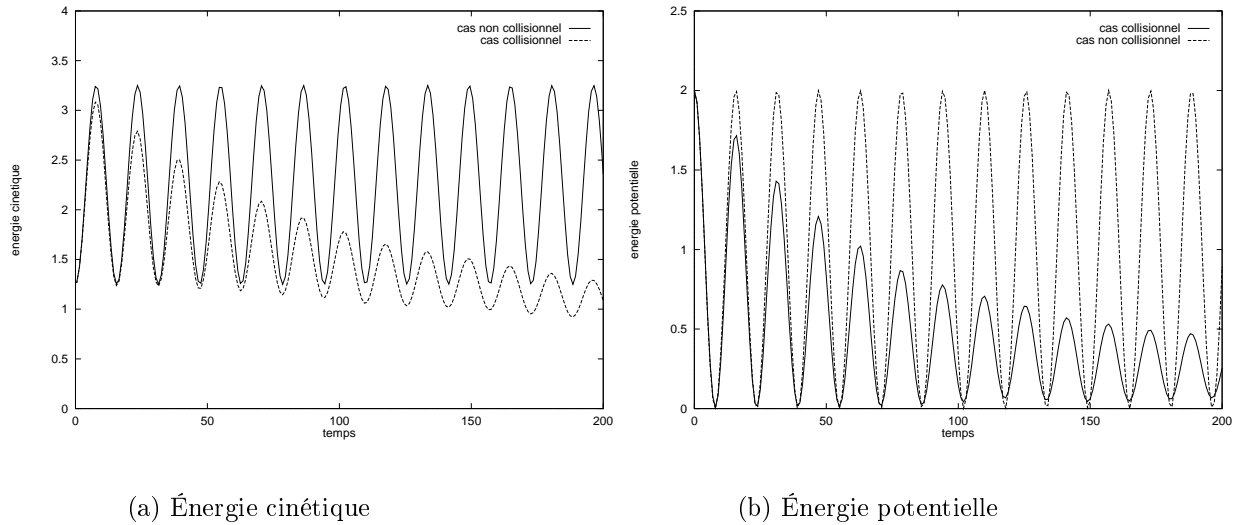 4
3.5
3
2.5
2
1.5
1
0.5
0
0
50
100
150
200
energie cinetique
temps
cas non collisionnel
cas collisionnel
2.5
2
1.5
1
0.5
0
0
50
100
150
200
energie potentielle
temps
cas collisionnel
cas non collisionnel
(a) Énergie cinétique
(b) Énergie potentielle